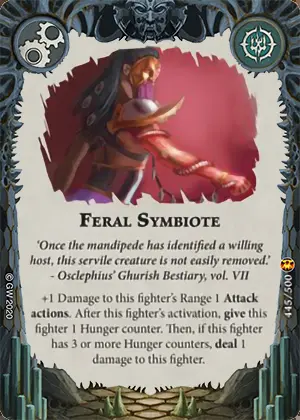 FERAL SYMBIOTE
‘Once the mandipede has identified a willing
host, this servile creature is not easily removed.’
- Osclephius’ Ghurish Bestiary, vol. VII
+1 Damage to this fighter’s Range 1 Attack
actions. After this fighter’s activation, give this
fighter 1 Hunger counter. Then, if this fighter
has 3 or more Hunger counters, deal 1
damage to this fighter.
© GW 2020
445/500